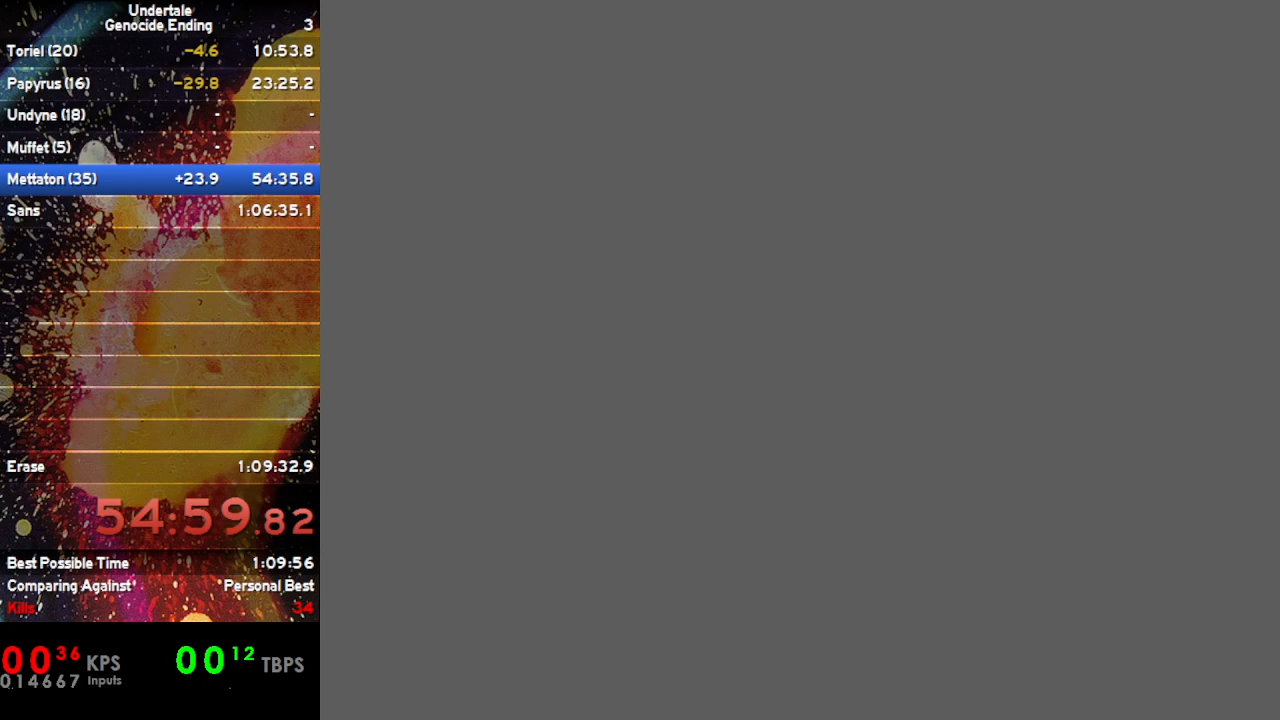 Undertale
Genocide Ending 3
Toriel (20) -4.6 10:53.8
Papyrus (16) -29.8 23:25.2
Undyne (18) - -
Muffet (5) - -
Mettaton (35) +23.9 54:35.8
Sans 1:06:35.1
Erase 1:09:32.9
54:59.82
Best Possible Time 1:09:56
Comparing Against Personal Best
Kills 34
00 36 KPS 00 12 TBPS
014667 Inputs